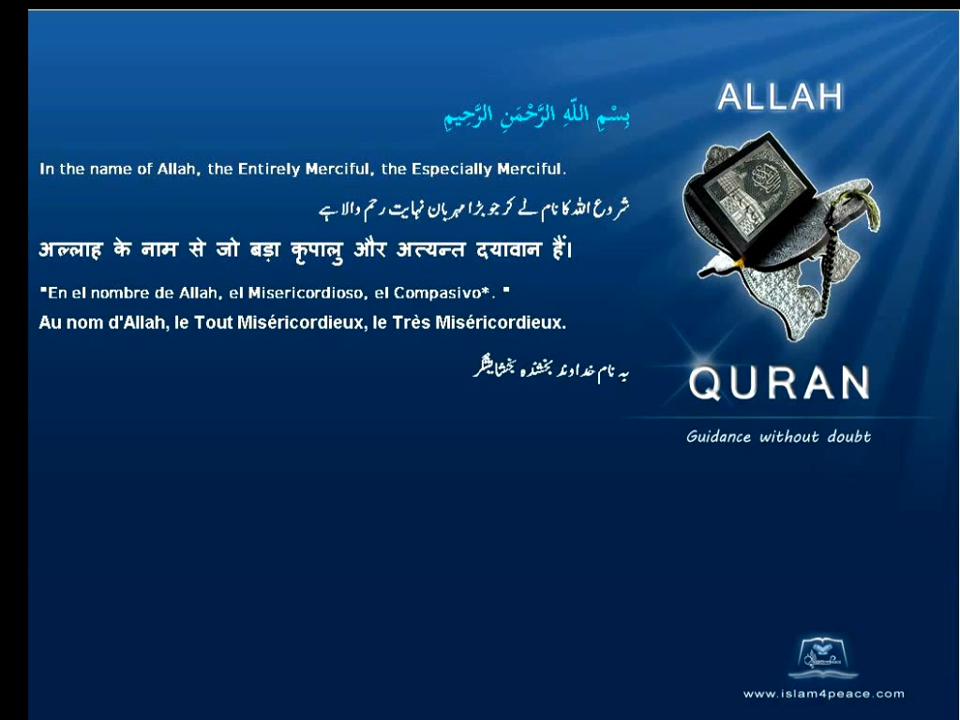 بِسْمِ اللّهِ الرَّحْمَنِ الرَّحِيمِ
In the name of Allah, the Entirely Merciful, the Especially Merciful.
شروع الله کا نام لے کر جو بڑا مہربان نہایت رحم والا ہے
अल्लाह के नाम से जो बड़ा कृपालु और अत्यन्त दयावान हैं।
"En el nombre de Allah, el Misericordioso, el Compasivo*. "
Au nom d'Allah, le Tout Miséricordieux, le Très Miséricordieux.
به نام خداوند بخشنده بخشایشگر
ALLAH
QURAN
Guidance without doubt
www.islam4peace.com